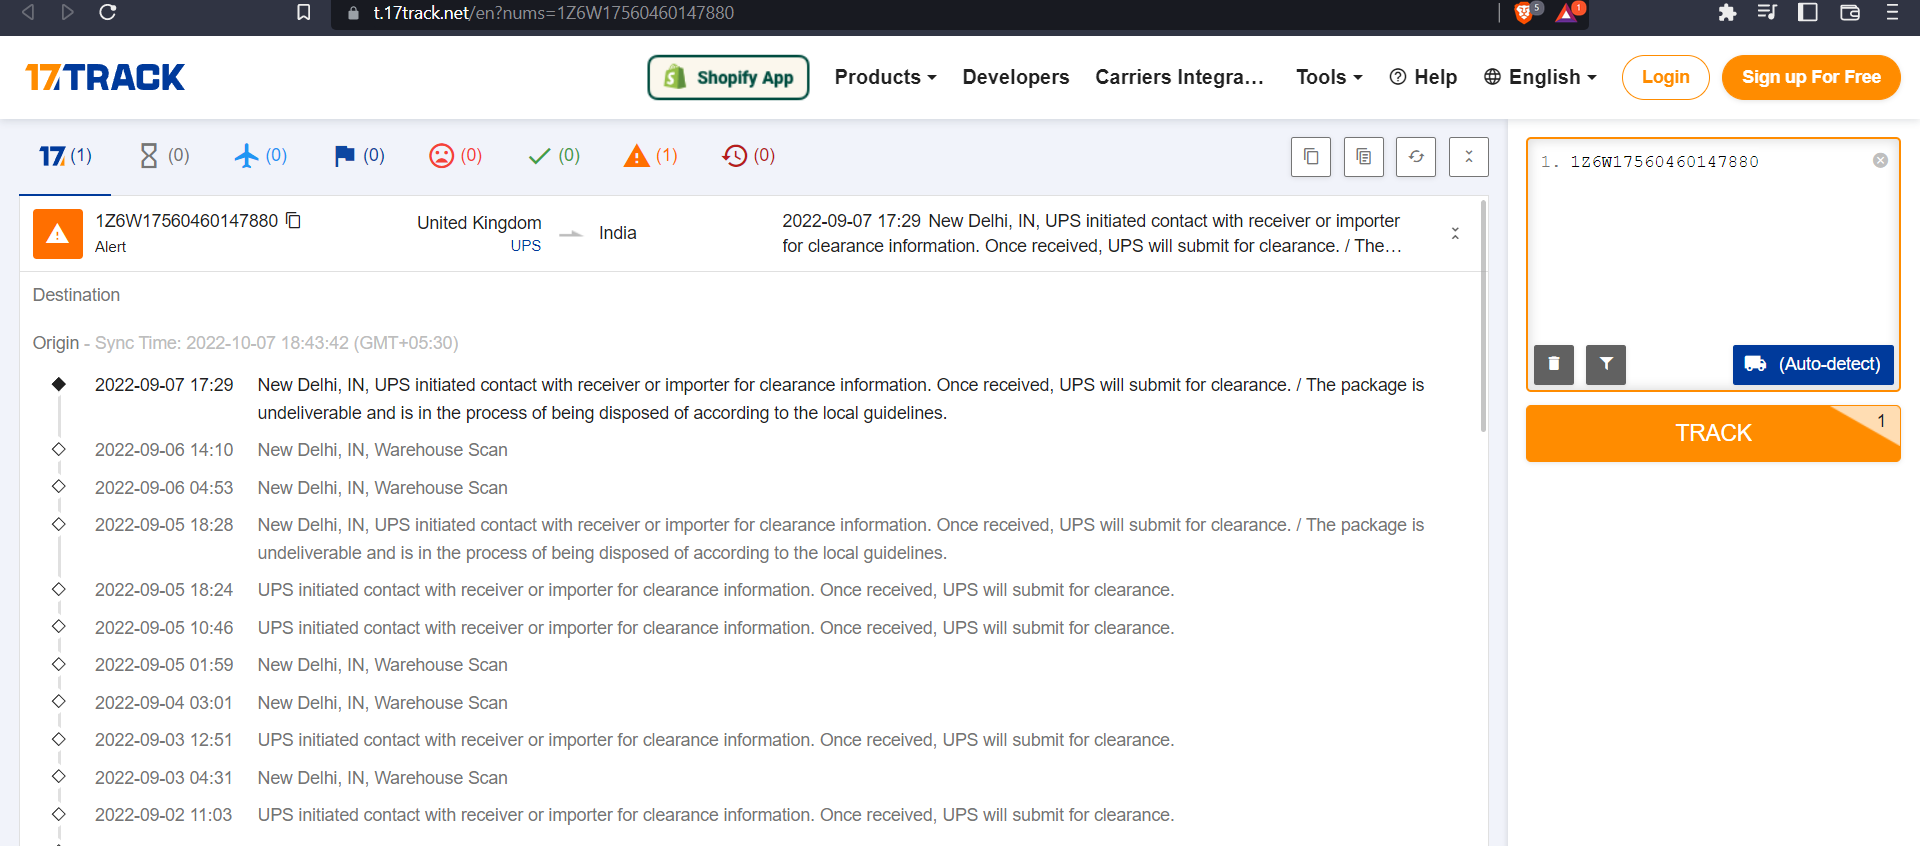 t.17track.net/en?nums=1Z6W17560460147880
5
1
17TRACK
Shopify App
Products
Developers
Carriers Integra...
Tools
Help
English
Login
Sign up For Free
17 (1)
(0)
(0)
(0)
(0)
(0)
(1)
(0)
1Z6W17560460147880
Alert
United Kingdom
UPS
India
2022-09-07 17:29 New Delhi, IN, UPS initiated contact with receiver or importer
for clearance information. Once received, UPS will submit for clearance. / The...
Destination
Origin - Sync Time: 2022-10-07 18:43:42 (GMT+05:30)
2022-09-07 17:29 New Delhi, IN, UPS initiated contact with receiver or importer for clearance information. Once received, UPS will submit for clearance. / The package is
undeliverable and is in the process of being disposed of according to the local guidelines.
2022-09-06 14:10 New Delhi, IN, Warehouse Scan
2022-09-06 04:53 New Delhi, IN, Warehouse Scan
2022-09-05 18:28 New Delhi, IN, UPS initiated contact with receiver or importer for clearance information. Once received, UPS will submit for clearance. / The package is
undeliverable and is in the process of being disposed of according to the local guidelines.
2022-09-05 18:24 UPS initiated contact with receiver or importer for clearance information. Once received, UPS will submit for clearance.
2022-09-05 10:46 UPS initiated contact with receiver or importer for clearance information. Once received, UPS will submit for clearance.
2022-09-05 01:59 New Delhi, IN, Warehouse Scan
2022-09-04 03:01 New Delhi, IN, Warehouse Scan
2022-09-03 12:51 UPS initiated contact with receiver or importer for clearance information. Once received, UPS will submit for clearance.
2022-09-03 04:31 New Delhi, IN, Warehouse Scan
2022-09-02 11:03 UPS initiated contact with receiver or importer for clearance information. Once received, UPS will submit for clearance.
1. 1Z6W17560460147880
(Auto-detect)
TRACK
1